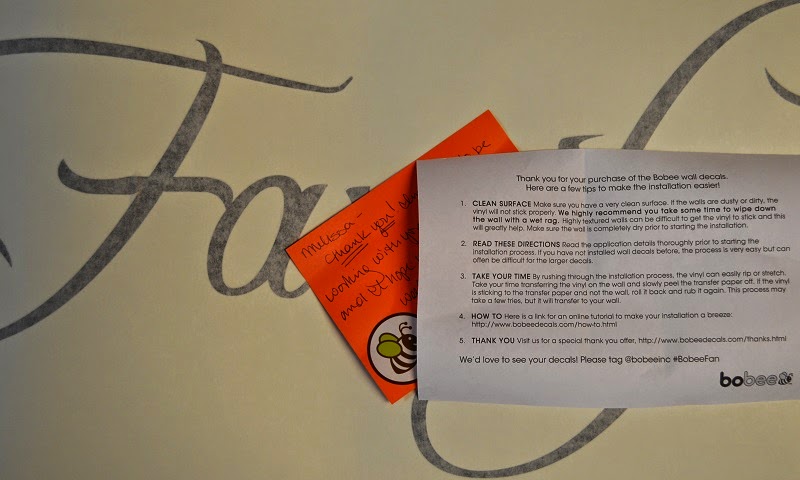 Fa
Melissa -
thank you!
working with you
and I hope
Thank you for your purchase of the Bobee wall decals.
Here are a few tips to make the installation easier!
1. CLEAN SURFACE Make sure you have a very clean surface. If the walls are dusty or dirty, the
vinyl will not stick properly. We highly recommend you take some time to wipe down
the wall with a wet rag. Highly textured walls can be difficult to get the vinyl to stick and this
will greatly help. Make sure the wall is completely dry prior to starting the installation.
2. READ THESE DIRECTIONS Read the application details thoroughly prior to starting the
installation process. If you have not installed wall decals before, the process is very easy but can
often be difficult for the larger decals.
3. TAKE YOUR TIME By rushing through the installation process, the vinyl can easily rip or stretch.
Take your time transferring the vinyl on the wall and slowly peel the transfer paper off. If the vinyl
is sticking to the transfer paper and not the wall, roll it back and rub it again. This process may
take a few tries, but it will transfer to your wall.
4. HOW TO Here is a link for an online tutorial to make your installation a breeze:
http://www.bobeedecals.com/how-to.html
5. THANK YOU Visit us for a special thank you offer, http://www.bobeedecals.com/thanks.html
We'd love to see your decals! Please tag @bobeeinc #BobeeFan
bobee